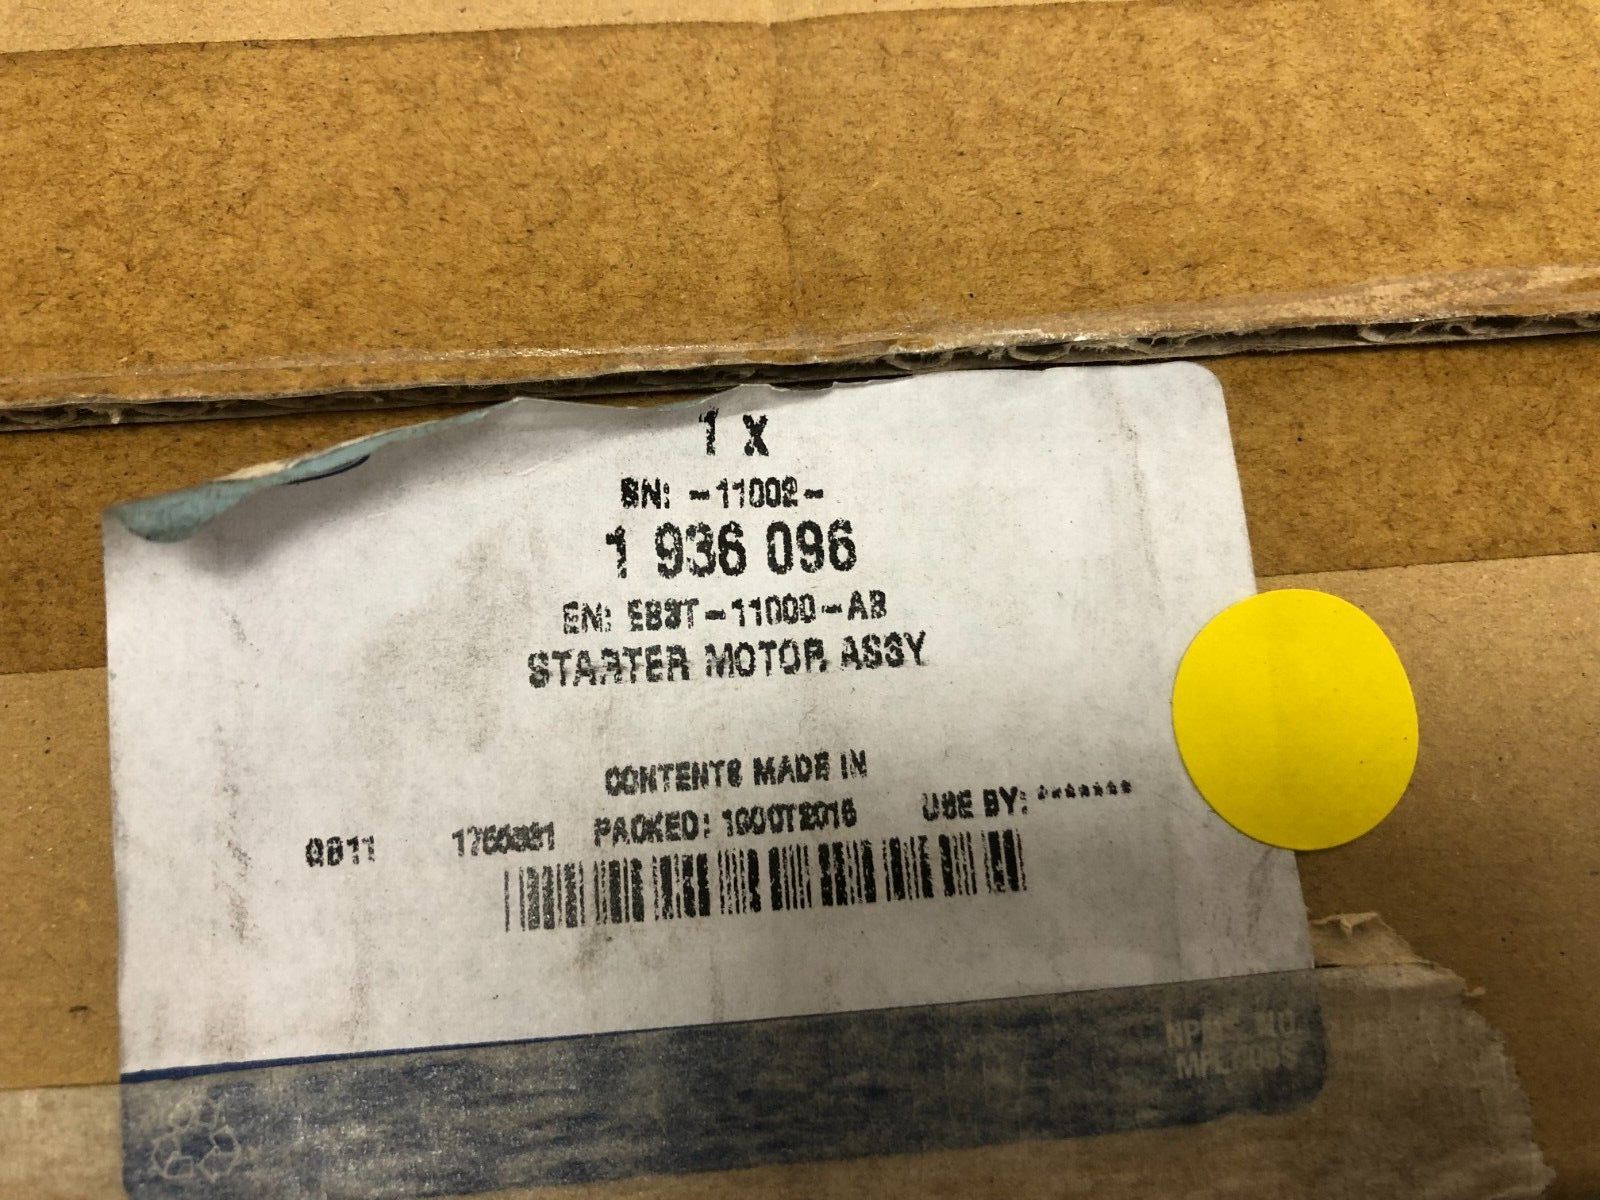 1 X
BN: -11002-
1 936 096
EN: EB3T-11000-AB
STARTER MOTOR ASSY
CONTENTS MADE IN
GB11 PACKED: USE BY: *******